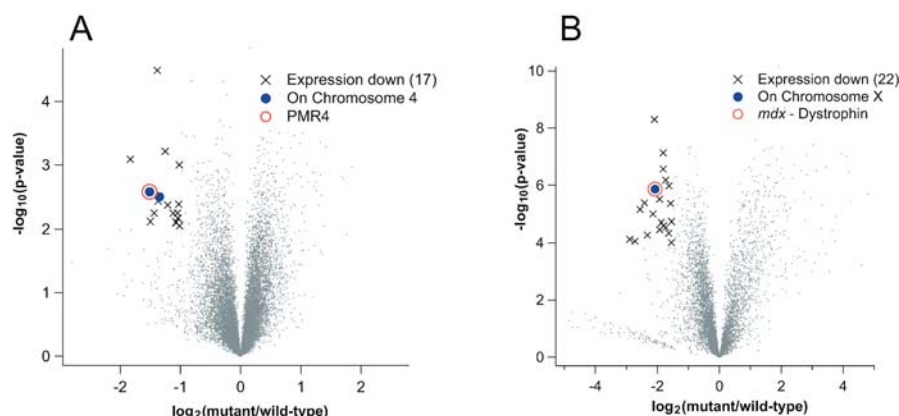 A
Expression down (17)
On Chromosome 4
PMR4
-log10(p-value)
4
3
2
1
0
-2
-1
0
1
2
log2(mutant/wild-type)
B
Expression down (22)
On Chromosome X
mdx - Dystrophin
-log10(p-value)
10
8
6
4
2
0
-4
-2
0
2
4
log2(mutant/wild-type)